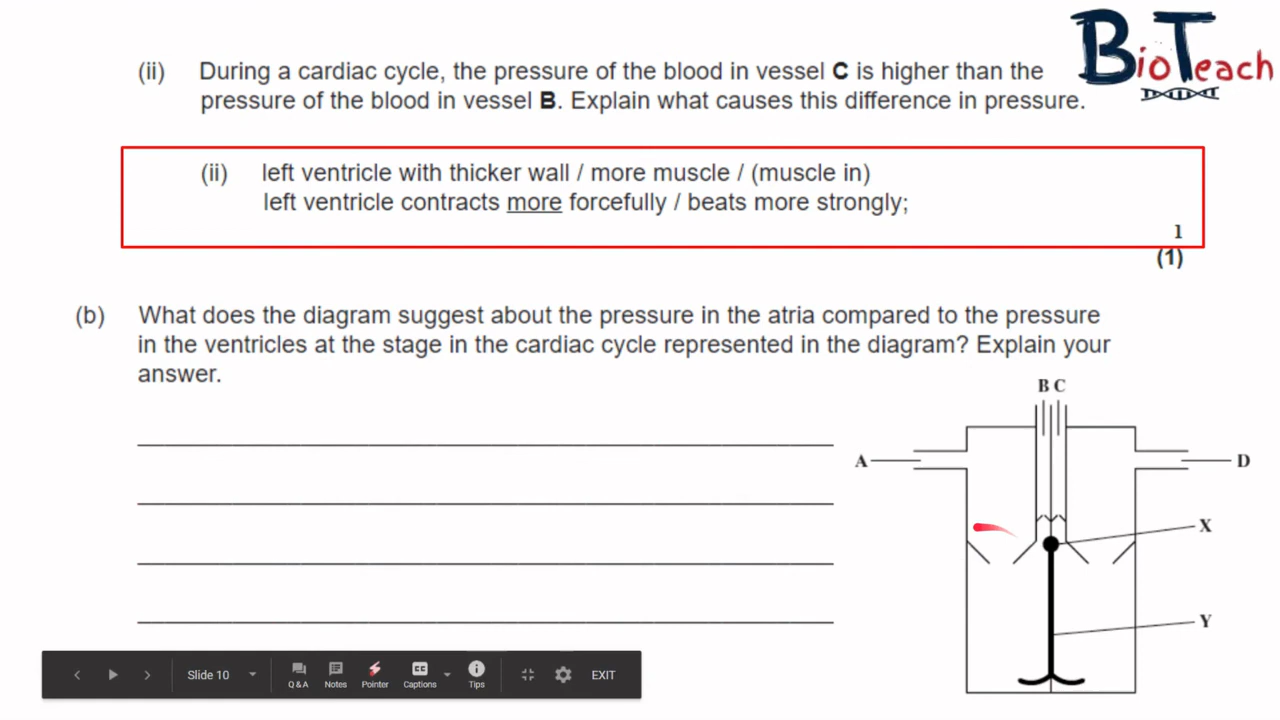 BioTeach
(ii) During a cardiac cycle, the pressure of the blood in vessel C is higher than the
pressure of the blood in vessel B. Explain what causes this difference in pressure.
(ii) left ventricle with thicker wall / more muscle / (muscle in)
left ventricle contracts more forcefully / beats more strongly;
1
(1)
(b) What does the diagram suggest about the pressure in the atria compared to the pressure
in the ventricles at the stage in the cardiac cycle represented in the diagram? Explain your
answer.
B C
A
D
X
Y
Slide 10
Q & A
Notes
Pointer
CC
Captions
Tips
EXIT